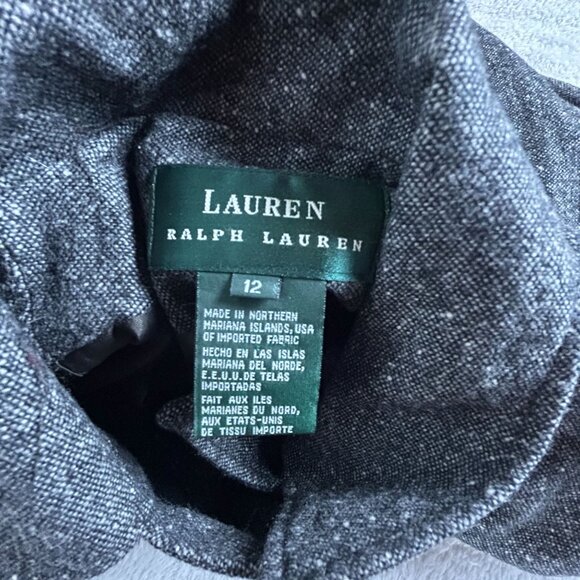 LAUREN
RALPH LAUREN
12
MADE IN NORTHERN
MARIANA ISLANDS, USA
OF IMPORTED FABRIC
HECHO EN LAS ISLAS
MARIANA DEL NORDE,
E.E.U.U. DE TELAS
IMPORTADAS
FAIT AUX ILES
MARIANES DU NORD,
AUX ETATS-UNIS
DE TISSU IMPORTE